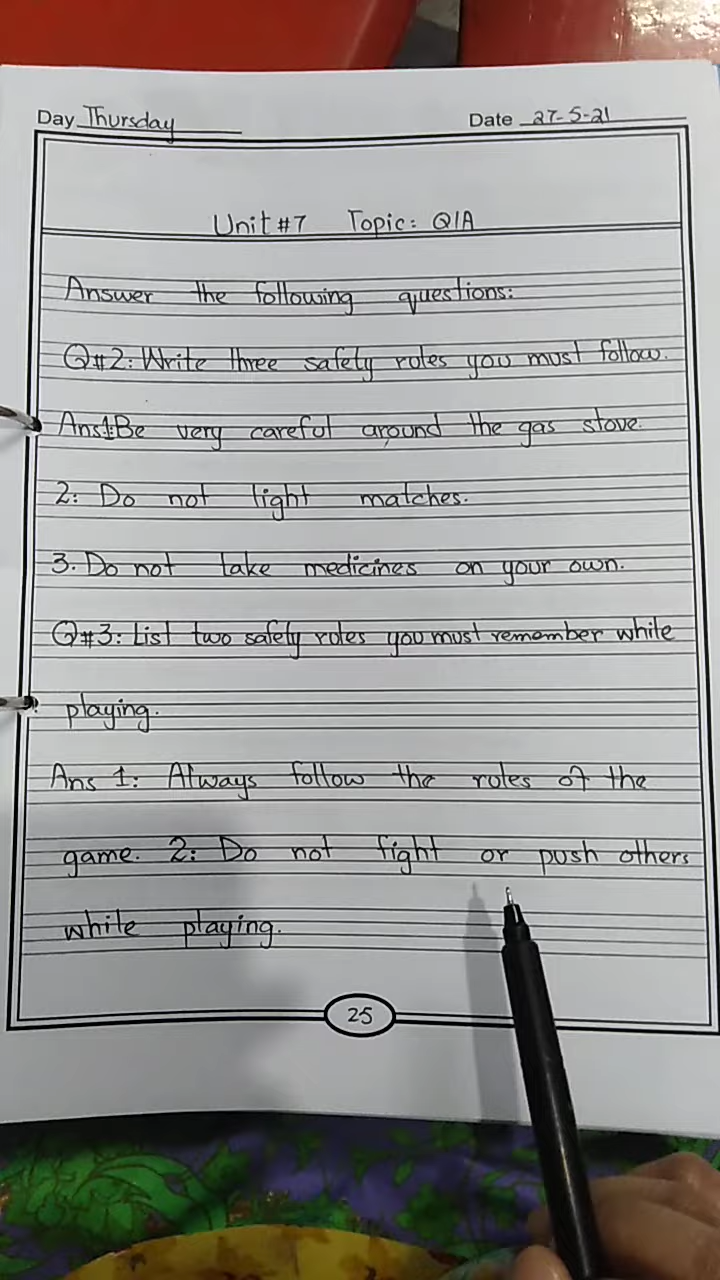 Day Thursday Date 27-5-21
Unit #7 Topic: Q/A
Answer the following questions:
Q#2: Write three safety rules you must follow.
Ans1: Be very careful around the gas stove.
2: Do not light matches.
3. Do not take medicines on your own.
Q#3: List two safety rules you must remember while
playing.
Ans 1: Always follow the rules of the
game. 2: Do not fight or push others
while playing.
25